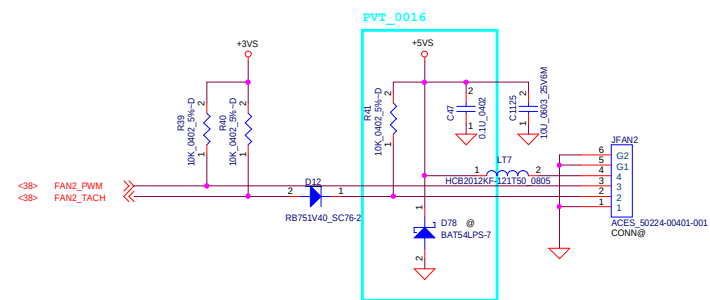 PVT_0016
+3VS
+5VS
R39
10K_0402_5%~D
R40
10K_0402_5%~D
R41
10K_0402_5%~D
C47
0.1U_0402
C1125
10U_0603_25V6M
2
2
2
2
2
1
1
1
1
1
JFAN2
LT7
1
2
HCB2012KF-121T50_0805
6
5
4
3
2
1
G2
G1
4
3
2
1
<38>
FAN2_PWM
<38>
FAN2_TACH
D12
2
1
RB751V40_SC76-2
1
D78
@
BAT54LPS-7
2
ACES_50224-00401-001
CONN@